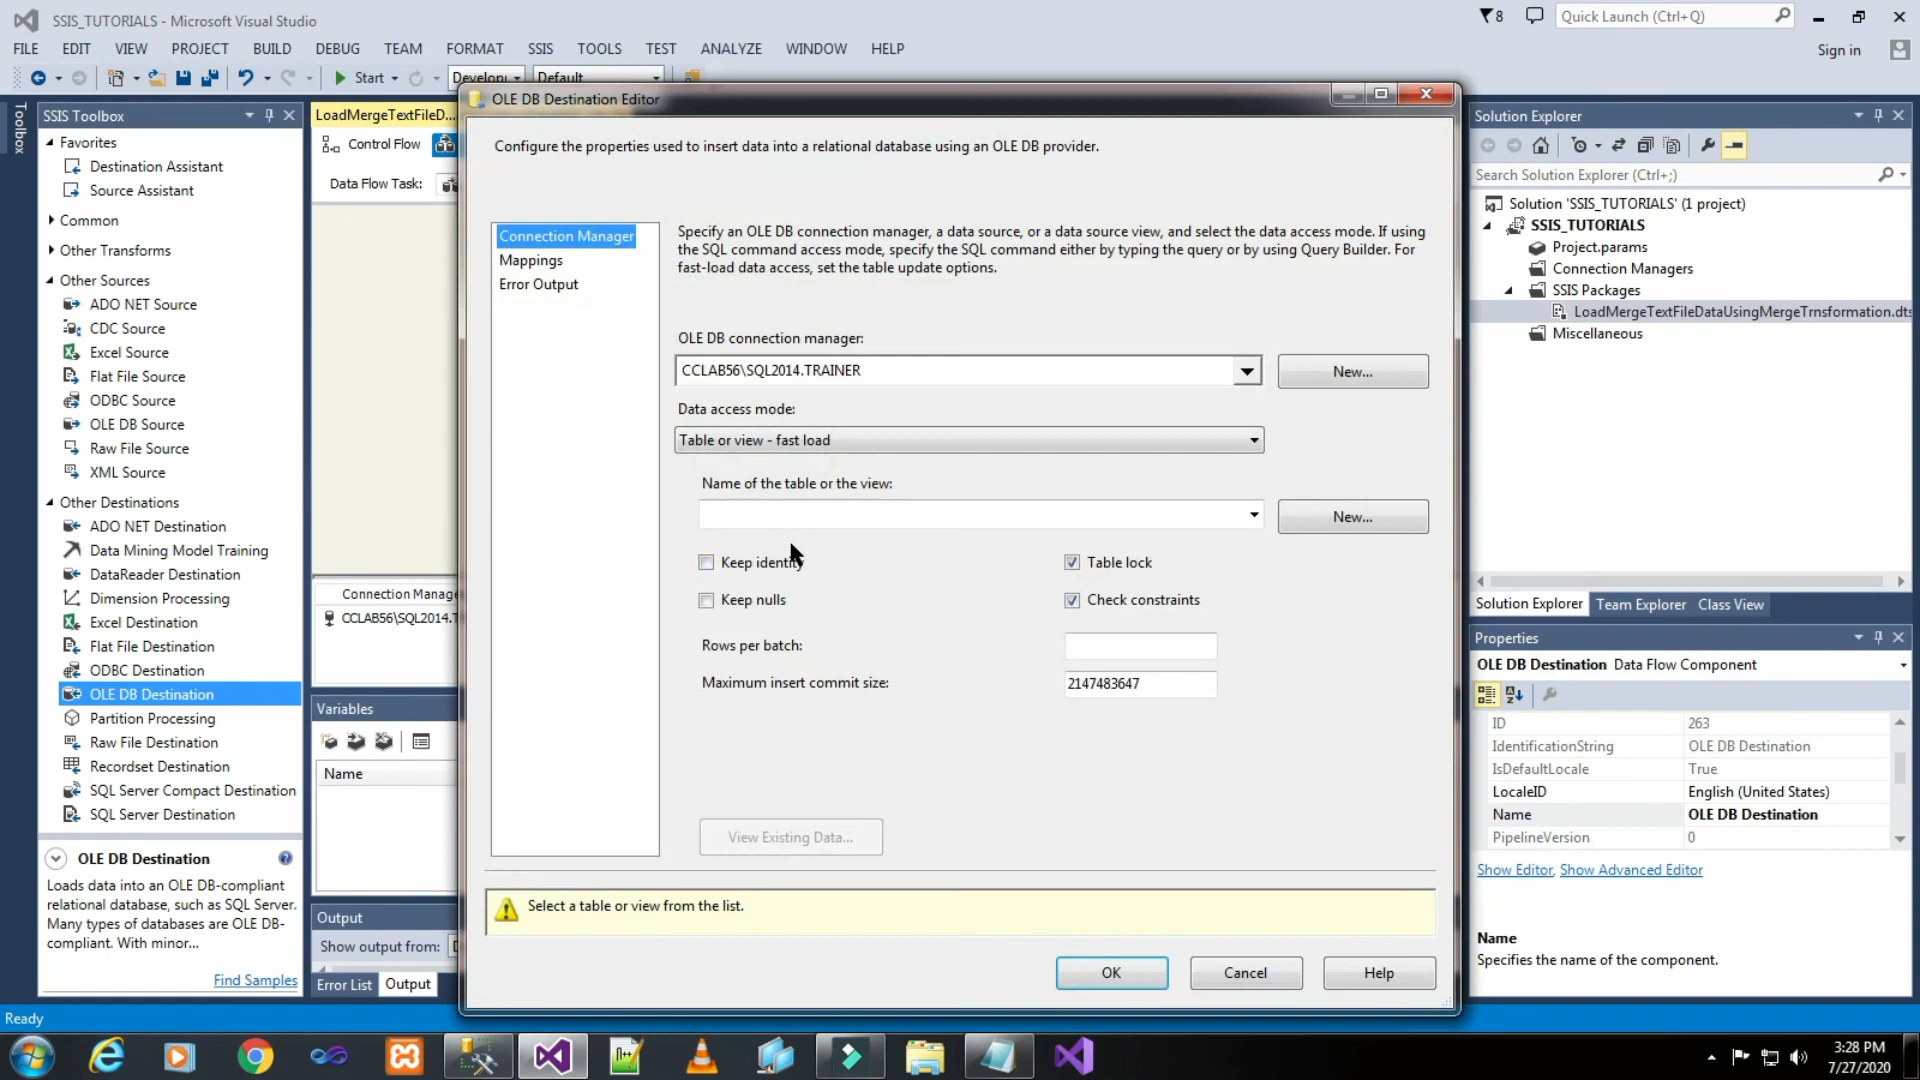 SSIS_TUTORIALS - Microsoft Visual Studio
8
Quick Launch (Ctrl+Q)
FILE EDIT VIEW PROJECT BUILD DEBUG TEAM FORMAT SSIS TOOLS TEST ANALYZE WINDOW HELP
Sign in
Start
Default
Toolbox
SSIS Toolbox
Favorites
Destination Assistant
Source Assistant
Common
Other Transforms
Other Sources
ADO NET Source
CDC Source
Excel Source
Flat File Source
ODBC Source
OLE DB Source
Raw File Source
XML Source
Other Destinations
ADO NET Destination
Data Mining Model Training
DataReader Destination
Dimension Processing
Excel Destination
Flat File Destination
ODBC Destination
OLE DB Destination
Partition Processing
Raw File Destination
Recordset Destination
SQL Server Compact Destination
SQL Server Destination
OLE DB Destination
Loads data into an OLE DB-compliant
relational database, such as SQL Server.
Many types of databases are OLE DB-
compliant. With minor...
Find Samples
LoadMergeTextFileD...
Control Flow
Data Flow Task:
Connection Manage
CCLAB56\SQL2014.T
Variables
Name
Output
Show output from:
Error List Output
OLE DB Destination Editor
Configure the properties used to insert data into a relational database using an OLE DB provider.
Connection Manager
Mappings
Error Output
Specify an OLE DB connection manager, a data source, or a data source view, and select the data access mode. If using
the SQL command access mode, specify the SQL command either by typing the query or by using Query Builder. For
fast-load data access, set the table update options.
OLE DB connection manager:
CCLAB56\SQL2014.TRAINER
New...
Data access mode:
Table or view - fast load
Name of the table or the view:
New...
Keep identity
Table lock
Keep nulls
Check constraints
Rows per batch:
Maximum insert commit size:
2147483647
View Existing Data...
Select a table or view from the list.
OK Cancel Help
Solution Explorer
Search Solution Explorer (Ctrl+;)
Solution 'SSIS_TUTORIALS' (1 project)
SSIS_TUTORIALS
Project.params
Connection Managers
SSIS Packages
LoadMergeTextFileDataUsingMergeTrnsformation.dts
Miscellaneous
Solution Explorer Team Explorer Class View
Properties
OLE DB Destination Data Flow Component
ID 263
IdentificationString OLE DB Destination
IsDefaultLocale True
LocaleID English (United States)
Name OLE DB Destination
PipelineVersion 0
Show Editor, Show Advanced Editor
Name
Specifies the name of the component.
Ready
3:28 PM
7/27/2020